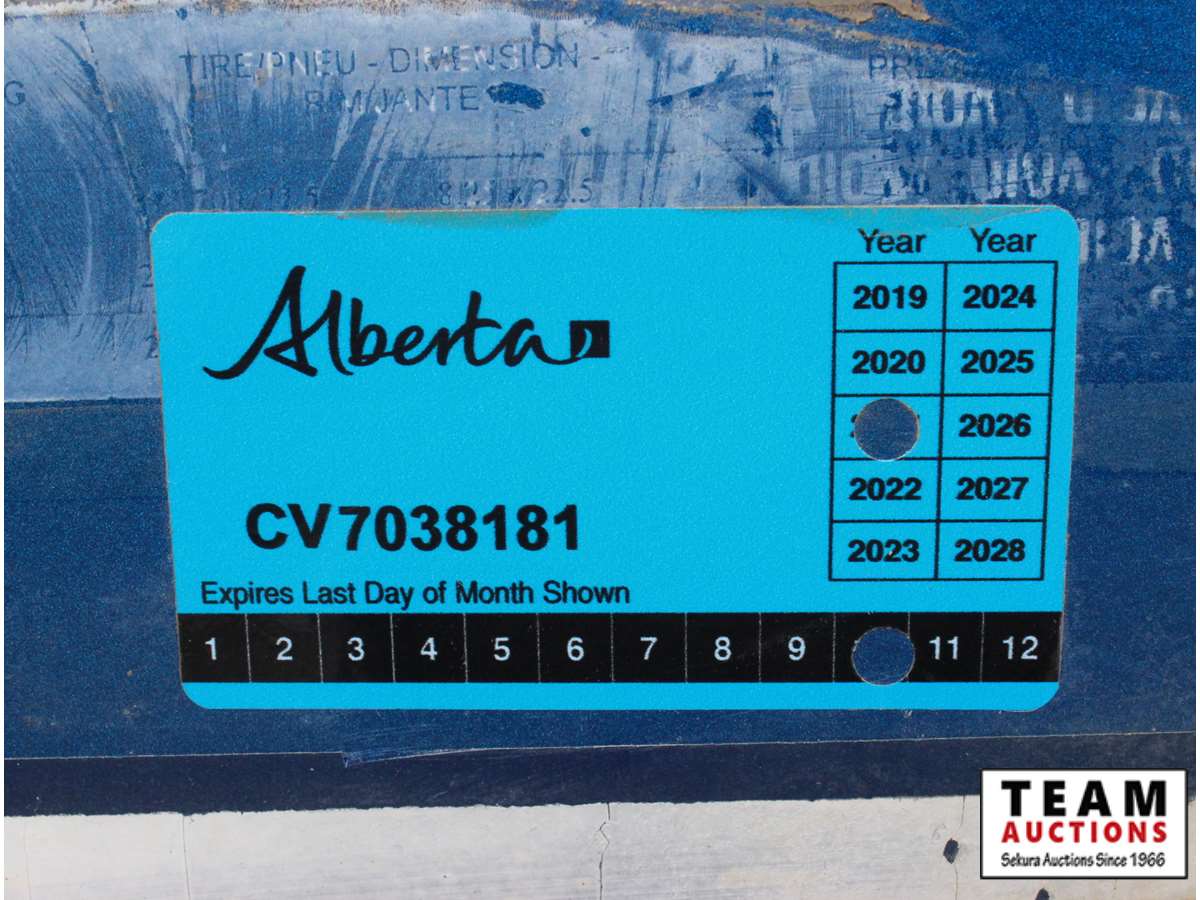 TIRE/PNEU - DIMENSION -
RIM/JANTE
G
22.5
Alberta
Year Year
2019 2024
2020 2025
2026
2022 2027
2023 2028
CV7038181
Expires Last Day of Month Shown
1 2 3 4 5 6 7 8 9 11 12
TEAM
AUCTIONS
Sekura Auctions Since 1966